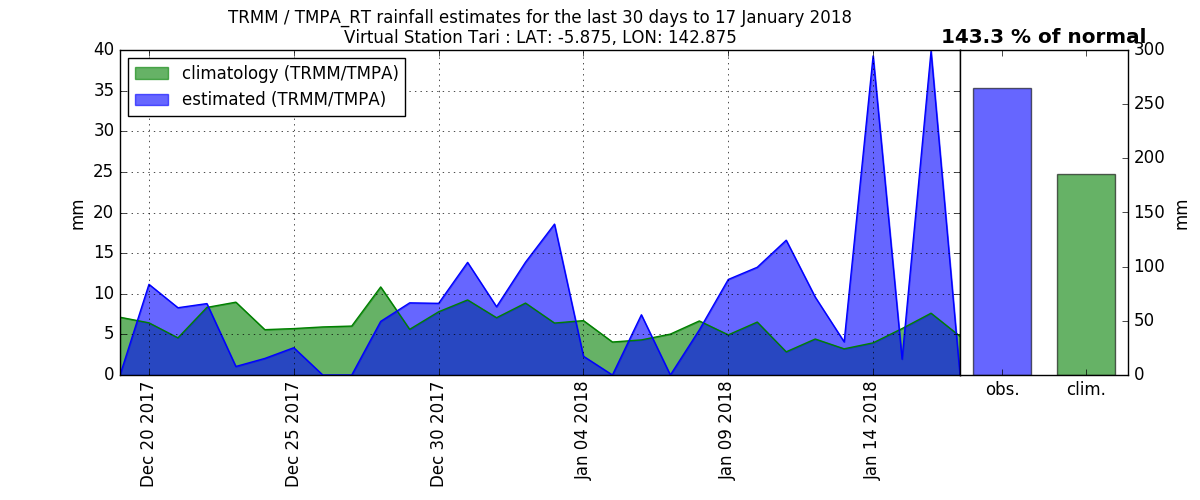 TRMM / TMPA_RT rainfall estimates for the last 30 days to 17 January 2018
Virtual Station Tari : LAT: -5.875, LON: 142.875
143.3 % of normal
climatology (TRMM/TMPA)
estimated (TRMM/TMPA)
40
35
30
25
20
15
10
5
0
mm
Dec 20 2017
Dec 25 2017
Dec 30 2017
Jan 04 2018
Jan 09 2018
Jan 14 2018
300
250
200
150
100
50
0
mm
obs.
clim.